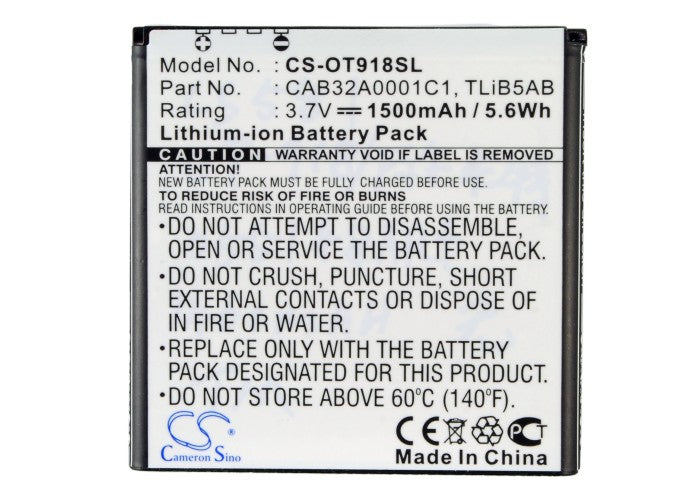 Model No.: CS-OT918SL
Part No.: CAB32A0001C1, TLiB5AB
3.7V 1500mAh / 5.6Wh
Lithium-ion Battery Pack
CAUTION WARRANTY VOID IF LABEL IS REMOVED
ATTENTION!
NEW BATTERY PACK MUST BE FULLY CHARGED BEFORE USE
TO REDUCE RISK OF FIRE OR BURNS
READ INSTRUCTIONS IN OPERATING GUIDE BEFORE USING THE BATTERY.
•DO NOT ATTEMPT TO DISASSEMBLE,
OPEN OR SERVICE THE BATTERY PACK.
•DO NOT CRUSH, PUNCTURE, SHORT
EXTERNAL CONTACTS OR DISPOSE OF
IN FIRE OR WATER.
•REPLACE ONLY WITH THE BATTERY
PACK DESIGNATED FOR THIS MACHINE.
•DO NOT STORE ABOVE 60°C (140°F)
CS
Cameron Sino
CE
Pb
Made In China